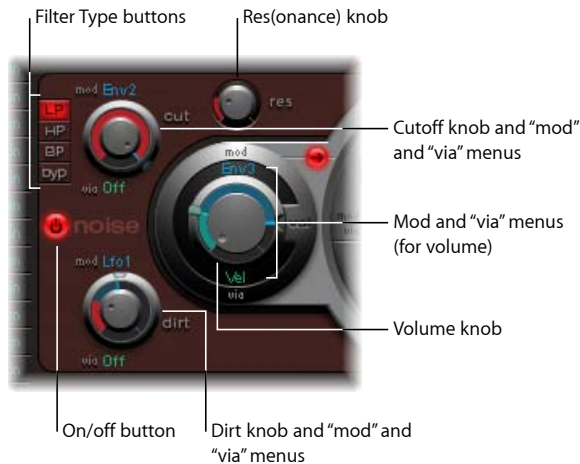 Filter Type buttons
Res(onance) knob
mod Env2
res
LP
cut
HP
BP
byp
Cutoff knob and “mod”
and “via” menus
mod
Env3
via Off
noise
Mod and “via” menus
(for volume)
mod Lfo1
Vel
via
dirt
Volume knob
via Off
On/off button
Dirt knob and “mod” and
“via” menus